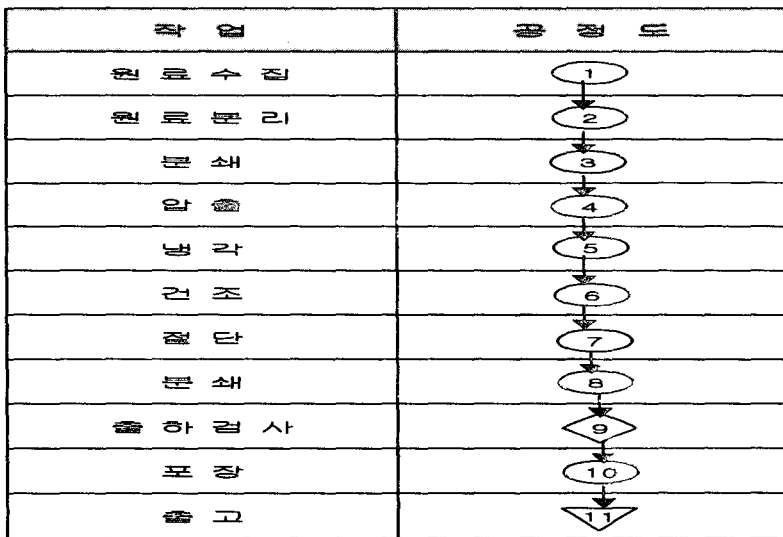 작 업 공 정 도
원 료 수 집 1
원 료 분 리 2
분 쇄 3
압 출 4
냉 각 5
건 조 6
절 단 7
분 쇄 8
출 하 검 사 9
포 장 10
출 고 11